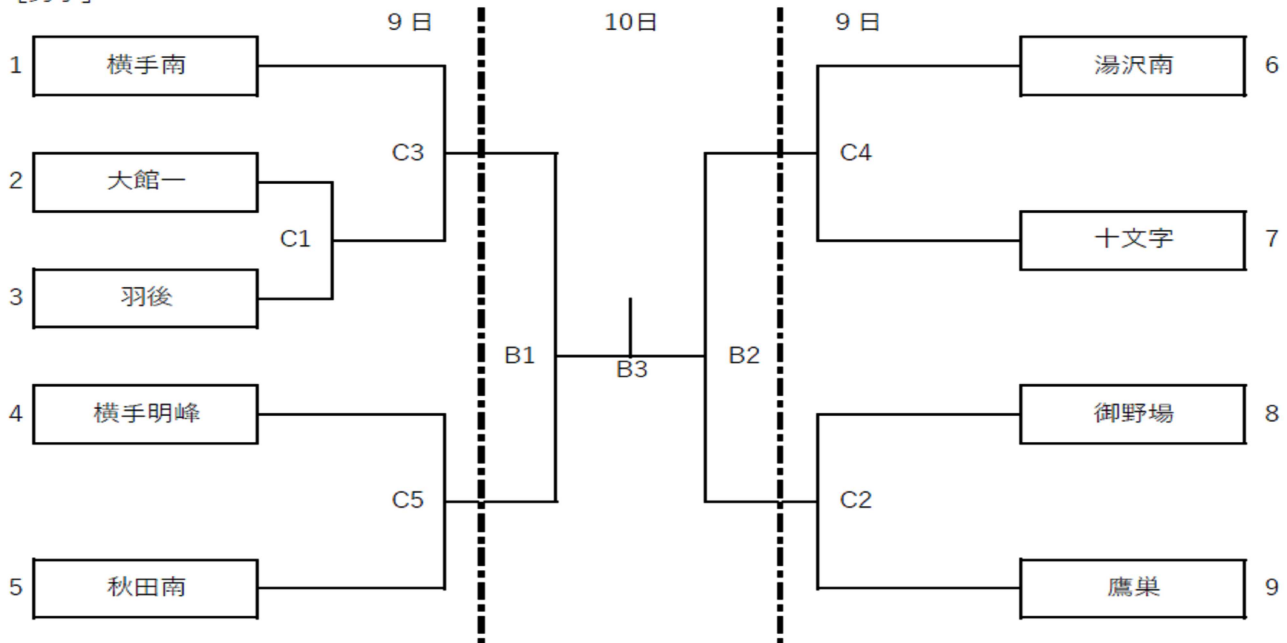 9 日 10日 9 日
1 横手南 湯沢南 6
C3 C4
2 大館一
C1 十文字 7
3 羽後
B1 B2
B3
4 横手明峰 御野場 8
C5 C2
5 秋田南 鷹巣 9